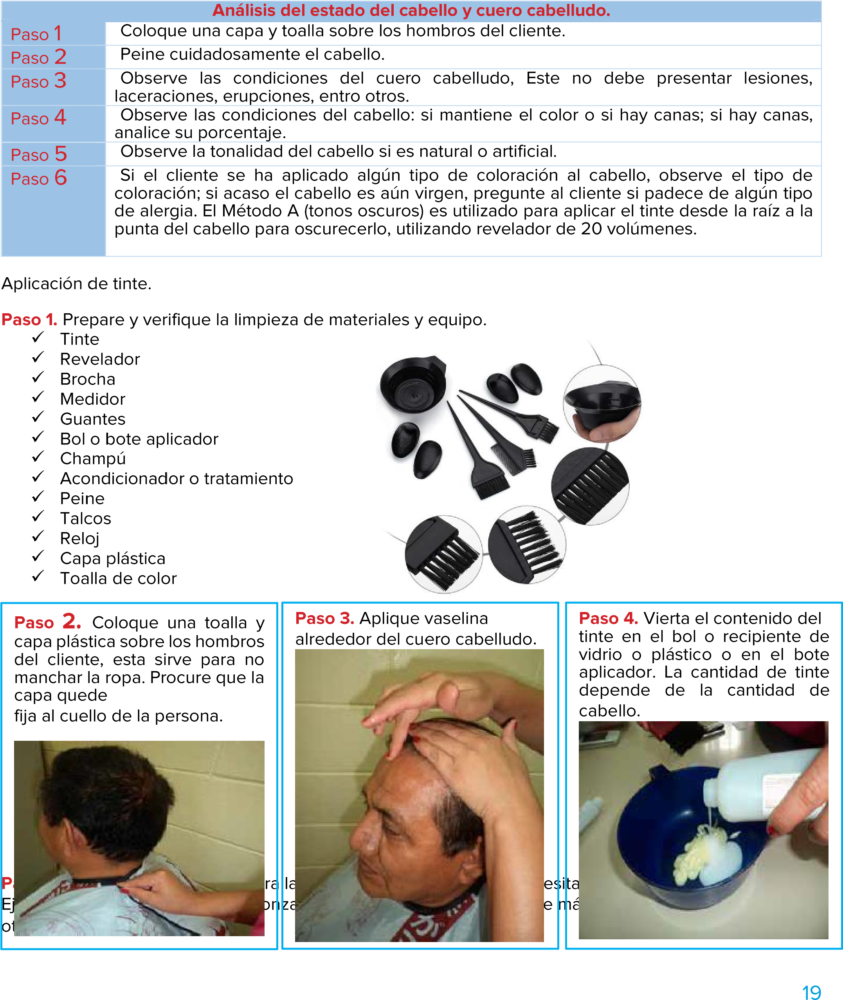 Análisis del estado del cabello y cuero cabelludo.
Paso 1 Coloque una capa y toalla sobre los hombros del cliente.
Paso 2 Peine cuidadosamente el cabello.
Paso 3 Observe las condiciones del cuero cabelludo, Este no debe presentar lesiones,
laceraciones, erupciones, entro otros.
Paso 4 Observe las condiciones del cabello: si mantiene el color o si hay canas; si hay canas,
analice su porcentaje.
Paso 5 Observe la tonalidad del cabello si es natural o artificial.
Paso 6 Si el cliente se ha aplicado algún tipo de coloración al cabello, observe el tipo de
coloración; si acaso el cabello es aún virgen, pregunte al cliente si padece de algún tipo
de alergia. El Método A (tonos oscuros) es utilizado para aplicar el tinte desde la raíz a la
punta del cabello para oscurecerlo, utilizando revelador de 20 volúmenes.
Aplicación de tinte.
Paso 1. Prepare y verifique la limpieza de materiales y equipo.
✓ Tinte
✓ Revelador
✓ Brocha
✓ Medidor
✓ Guantes
✓ Bol o bote aplicador
✓ Champú
✓ Acondicionador o tratamiento
✓ Peine
✓ Talcos
✓ Reloj
✓ Capa plástica
✓ Toalla de color
Paso 2. Coloque una toalla y
capa plástica sobre los hombros
del cliente, esta sirve para no
manchar la ropa. Procure que la
capa quede
fija al cuello de la persona.
Paso 3. Aplique vaselina
alrededor del cuero cabelludo.
Paso 4. Vierta el contenido del
tinte en el bol o recipiente de
vidrio o plástico o en el bote
aplicador. La cantidad de tinte
depende de la cantidad de
cabello.
19